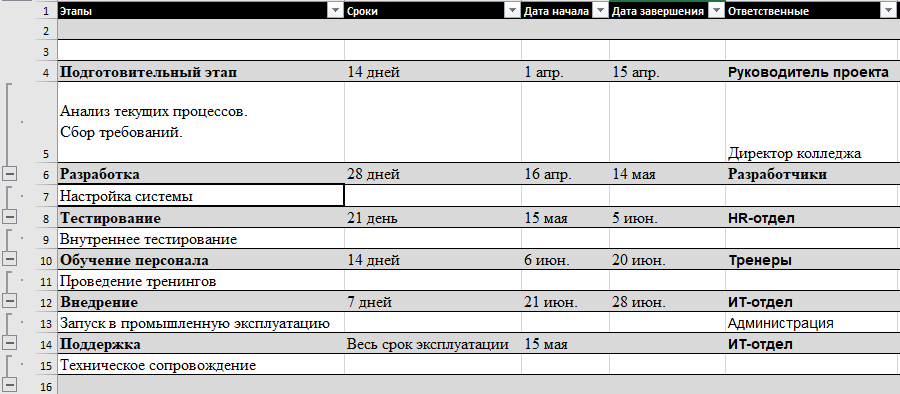 1 Этапы Сроки Дата начала Дата завершения Ответственные
2
3
4 Подготовительный этап 14 дней 1 апр. 15 апр. Руководитель проекта
Анализ текущих процессов.
Сбор требований.
5 Директор колледжа
6 Разработка 28 дней 16 апр. 14 мая Разработчики
7 Настройка системы
8 Тестирование 21 день 15 мая 5 июн. HR-отдел
9 Внутреннее тестирование
10 Обучение персонала 14 дней 6 июн. 20 июн. Тренеры
11 Проведение тренингов
12 Внедрение 7 дней 21 июн. 28 июн. ИТ-отдел
13 Запуск в промышленную эксплуатацию Администрация
14 Поддержка Весь срок эксплуатации 15 мая ИТ-отдел
15 Техническое сопровождение
16